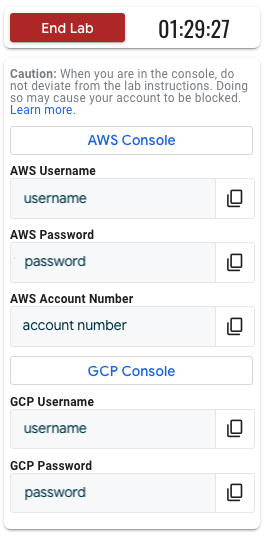 End Lab
01:29:27
Caution: When you are in the console, do
not deviate from the lab instructions. Doing
so may cause your account to be blocked.
Learn more.
AWS Console
AWS Username
username
AWS Password
password
AWS Account Number
account number
GCP Console
GCP Username
username
GCP Password
password